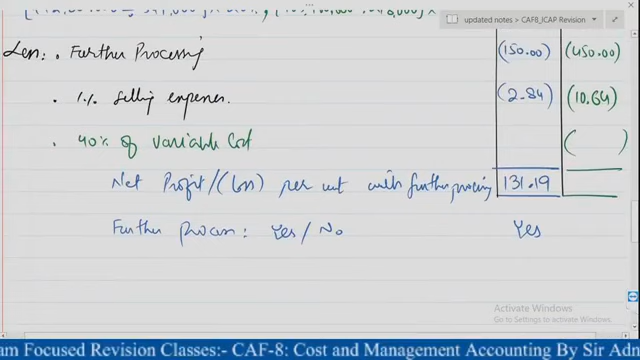 updated notes > CAF8_ICAP Revision
Less: . Further Processing (150.00) (450.00)
. 1% Selling expenses. (2.84) (10.64)
. 40% of variable Cost ( )
Net Profit/(Loss) per unit with further processing 131.19
Further process: Yes / No Yes
Activate Windows
Go to Settings to activate Windows.
am Focused Revision Classes:- CAF-8: Cost and Management Accounting By Sir Adn